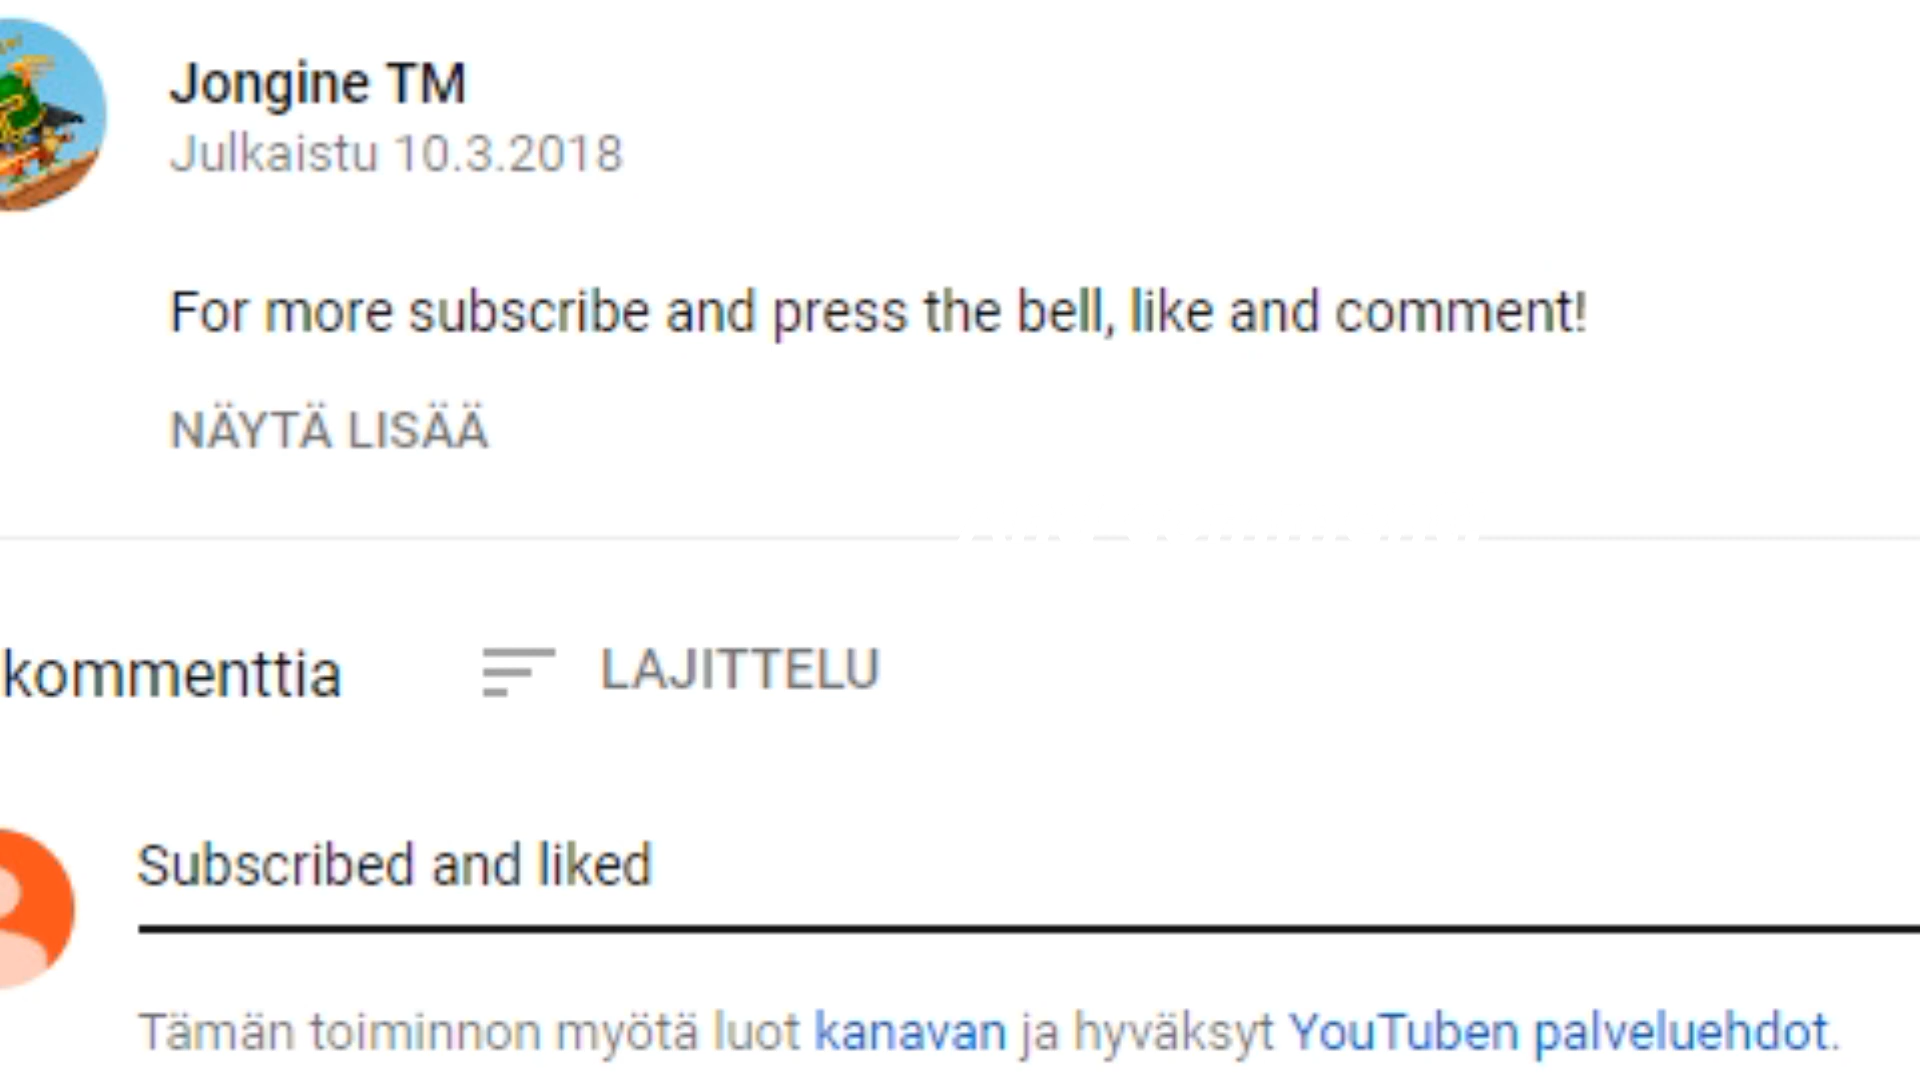 Jongine TM
Julkaistu 10.3.2018
For more subscribe and press the bell, like and comment!
NÄYTÄ LISÄÄ
kommenttia
LAJITTELU
Subscribed and liked
Tämän toiminnon myötä luot kanavan ja hyväksyt YouTuben palveluehdot.